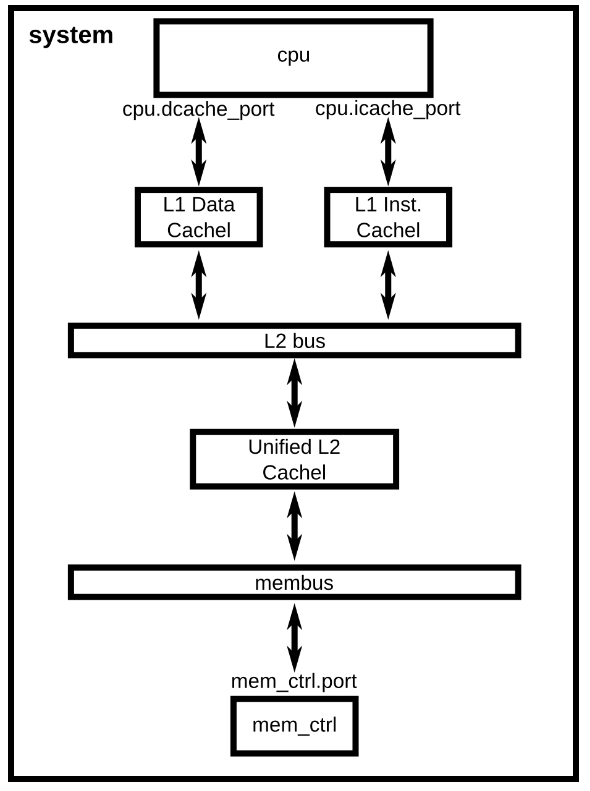 system
cpu
cpu.dcache_port
cpu.icache_port
L1 Data
Cachel
L1 Inst.
Cachel
L2 bus
Unified L2
Cachel
membus
mem_ctrl.port
mem_ctrl